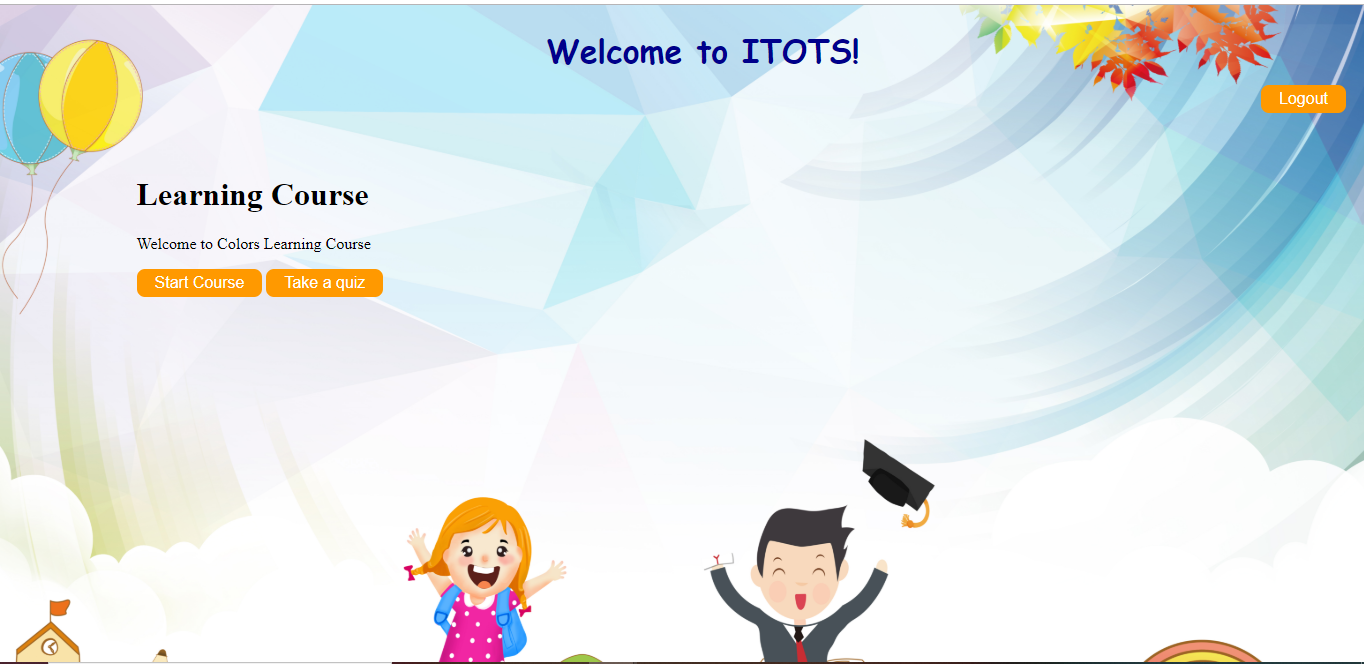 Welcome to ITOTS!
Logout
Learning Course
Welcome to Colors Learning Course
Start Course Take a quiz